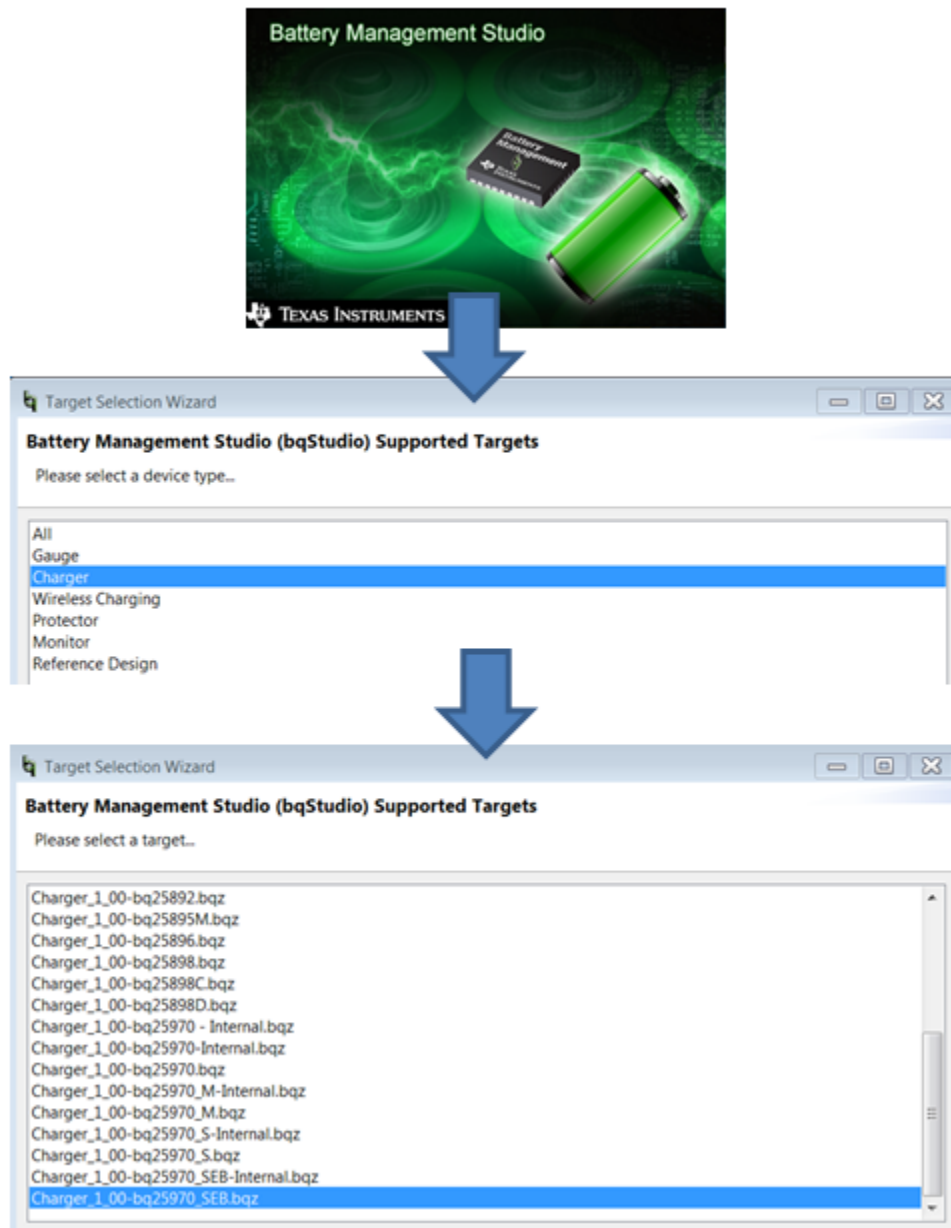 Battery Management Studio
Battery
Management
TEXAS
INSTRUMENTS
TEXAS INSTRUMENTS
Target Selection Wizard
Battery Management Studio (bqStudio) Supported Targets
Please select a device type...
All
Gauge
Charger
Wireless Charging
Protector
Monitor
Reference Design
Target Selection Wizard
Battery Management Studio (bqStudio) Supported Targets
Please select a target...
Charger_1_00-bq25892.bqz
Charger_1_00-bq25895M.bqz
Charger_1_00-bq25896.bqz
Charger_1_00-bq25898.bqz
Charger_1_00-bq25898C.bqz
Charger_1_00-bq25898D.bqz
Charger_1_00-bq25970 - Internal.bqz
Charger_1_00-bq25970-Internal.bqz
Charger_1_00-bq25970.bqz
Charger_1_00-bq25970_M-Internal.bqz
Charger_1_00-bq25970_M.bqz
Charger_1_00-bq25970_S-Internal.bqz
Charger_1_00-bq25970_S.bqz
Charger_1_00-bq25970_SEB-Internal.bqz
Charger_1_00-bq25970_SEB.bqz